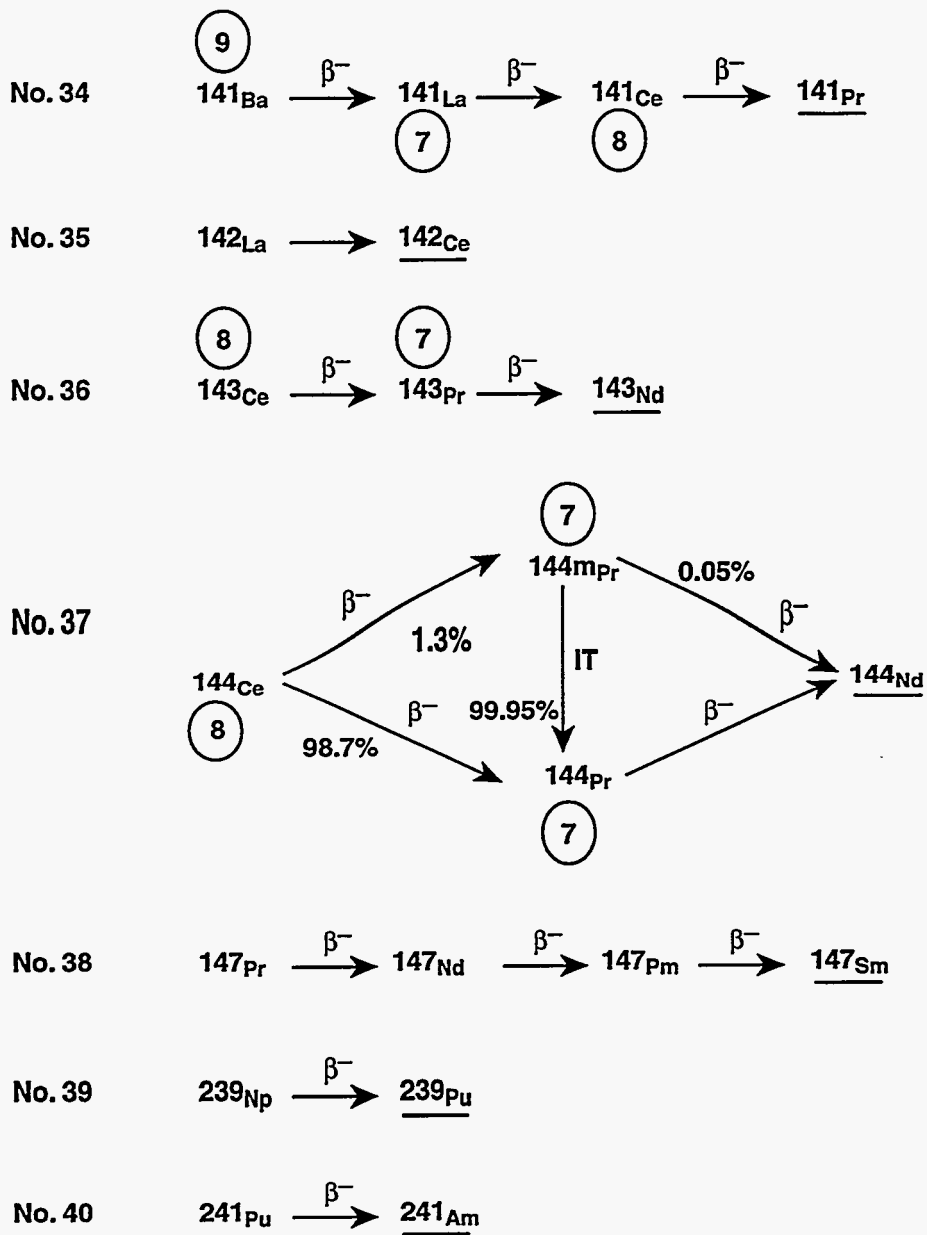 9
β− β− β−
No. 34 141Ba 141La 141Ce 141Pr
7 8
No. 35 142La 142Ce
8 7
β− β−
No. 36 143Ce 143Pr 143Nd
7
144mPr 0.05%
β− β−
No. 37 1.3% IT
144Ce 144Nd
8 β− 99.95% β−
98.7%
144Pr
7
β− β− β−
No. 38 147Pr 147Nd 147Pm 147Sm
β−
No. 39 239Np 239Pu
β−
No. 40 241Pu 241Am